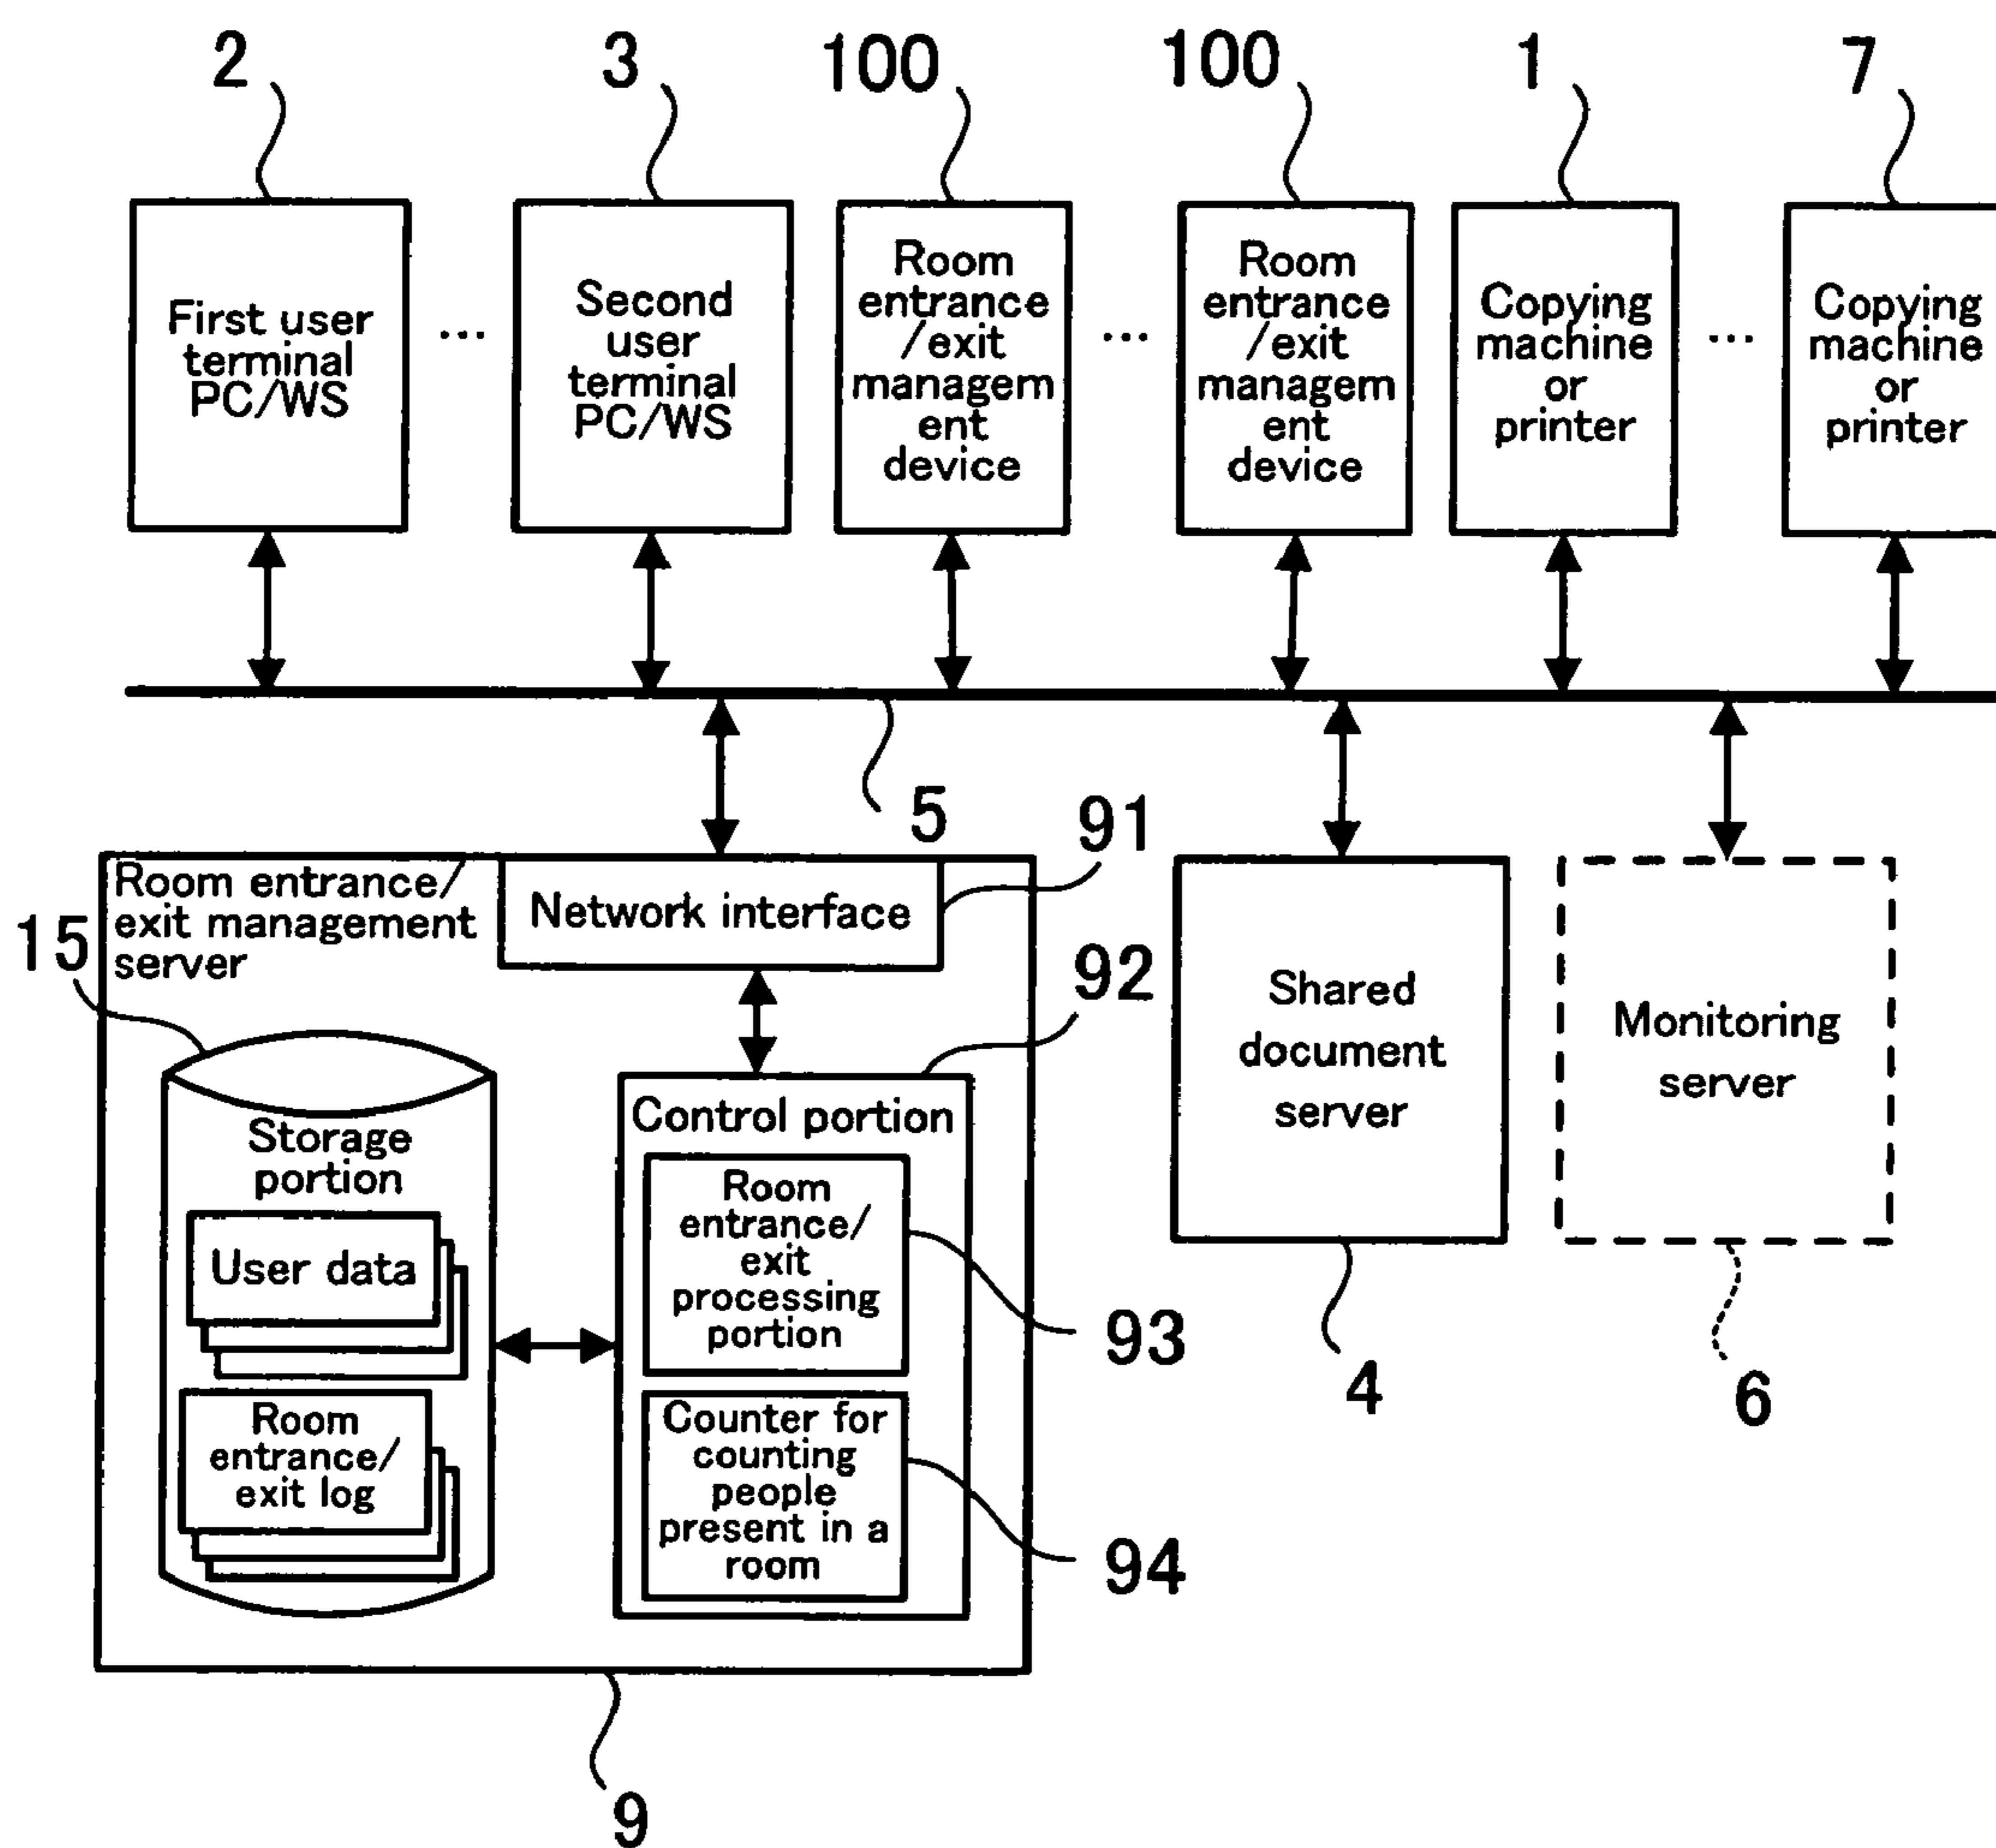 2
3
100
100
1
7
First user
terminal
PC/WS
...
Second
user
terminal
PC/WS
Room
entrance
/exit
managem
ent
device
...
Room
entrance
/exit
managem
ent
device
Copying
machine
or
printer
...
Copying
machine
or
printer
5
91
Room entrance/
exit management
server
Network interface
15
92
Storage
portion
User data
Room
entrance/
exit log
Control portion
Room
entrance/
exit
processing
portion
93
Counter for
counting
people
present in a
room
94
9
Shared
document
server
4
Monitoring
server
6